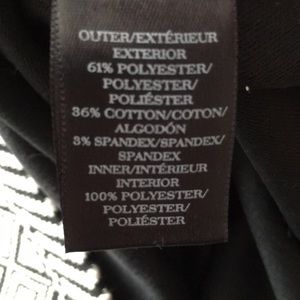 OUTER/EXTÉRIEUR
EXTERIOR
61% POLYESTER/
POLYESTER/
POLIÉSTER
36% COTTON/COTON/
ALGODÓN
3% SPANDEX/SPANDEX/
SPANDEX
INNER/INTÉRIEUR
INTERIOR
100% POLYESTER/
POLYESTER/
POLIÉSTER